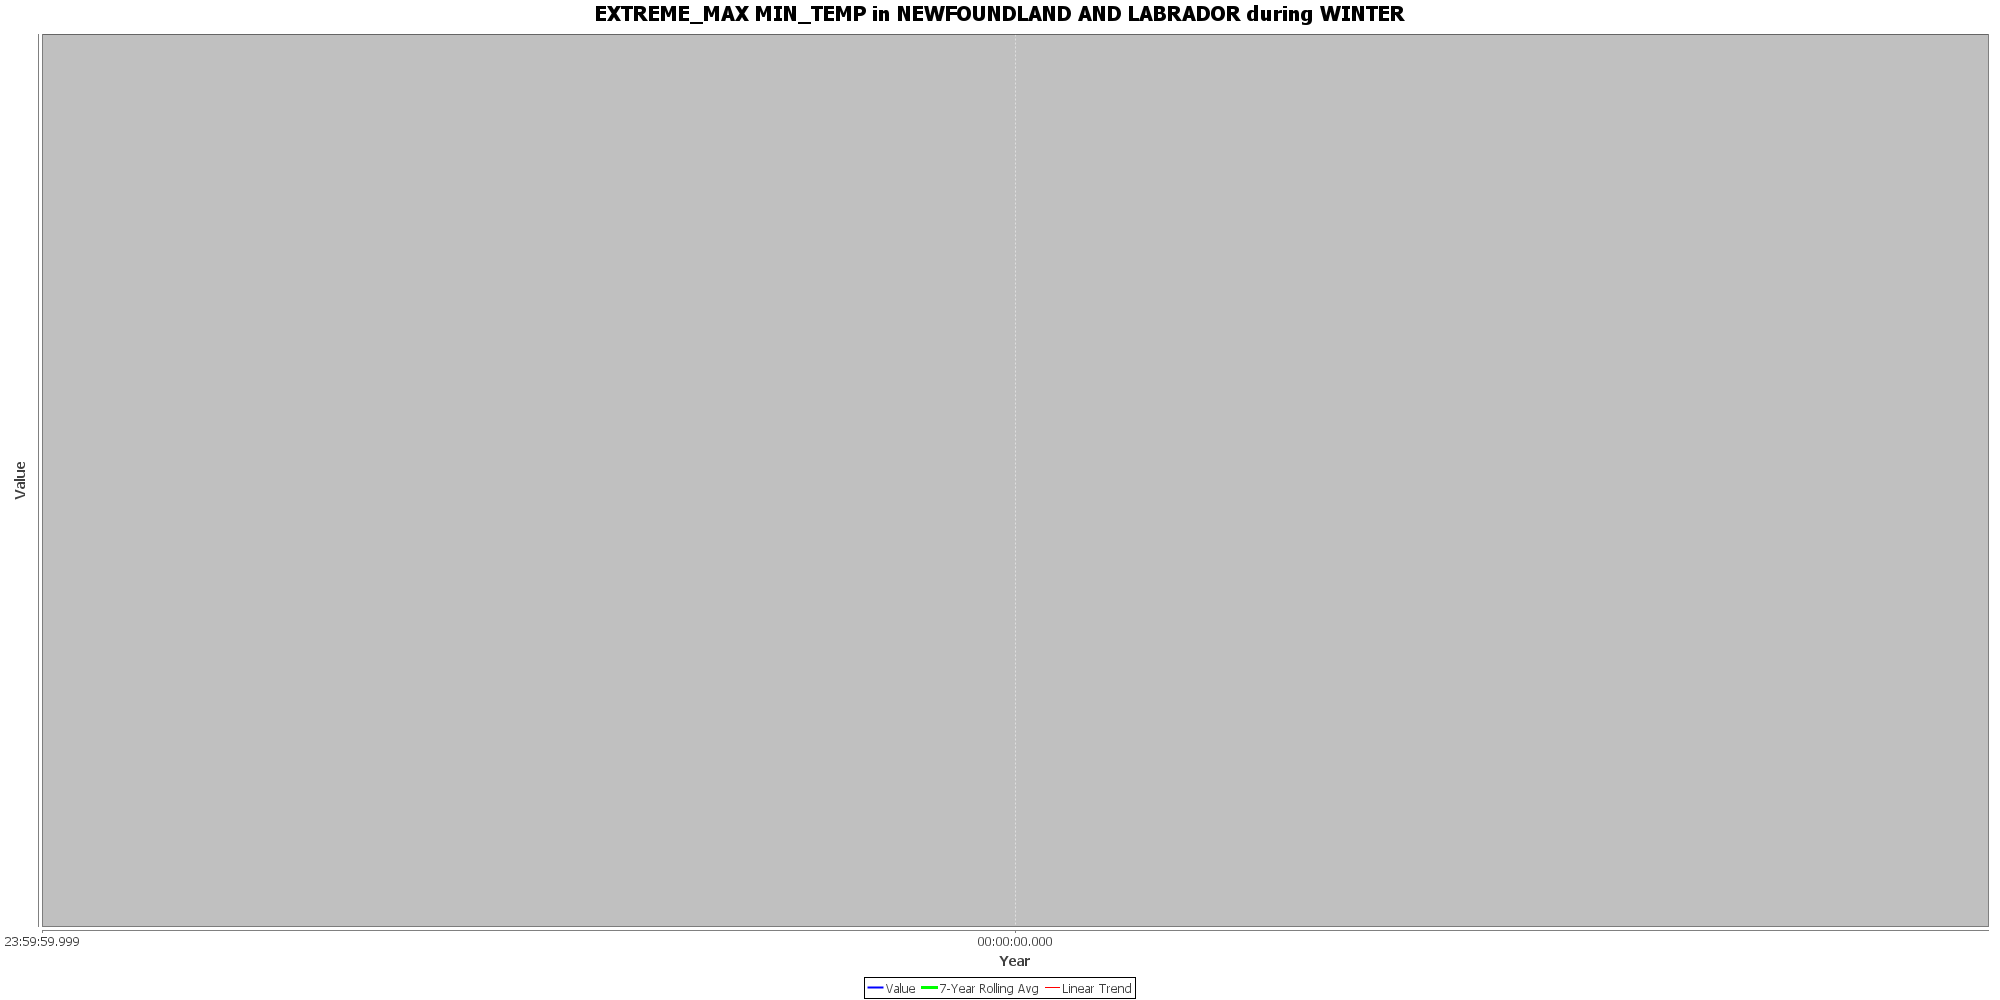 EXTREME_MAX MIN_TEMP in NEWFOUNDLAND AND LABRADOR during WINTER
Value
23:59:59.999 00:00:00.000
Year
Value 7-Year Rolling Avg Linear Trend